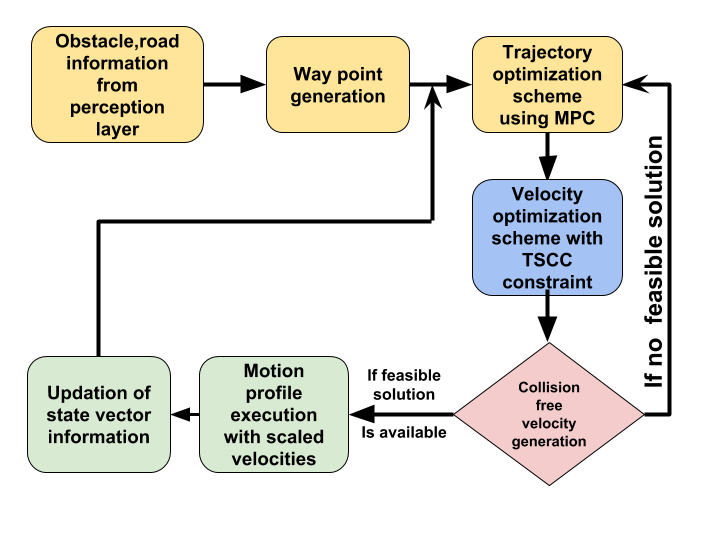 Obstacle,road
information
from
perception
layer
Way point
generation
Trajectory
optimization
scheme
using MPC
Velocity
optimization
scheme with
TSCC
constraint
If no feasible solution
Collision
free
velocity
generation
If feasible
solution
Is available
Motion
profile
execution
with scaled
velocities
Updation of
state vector
information